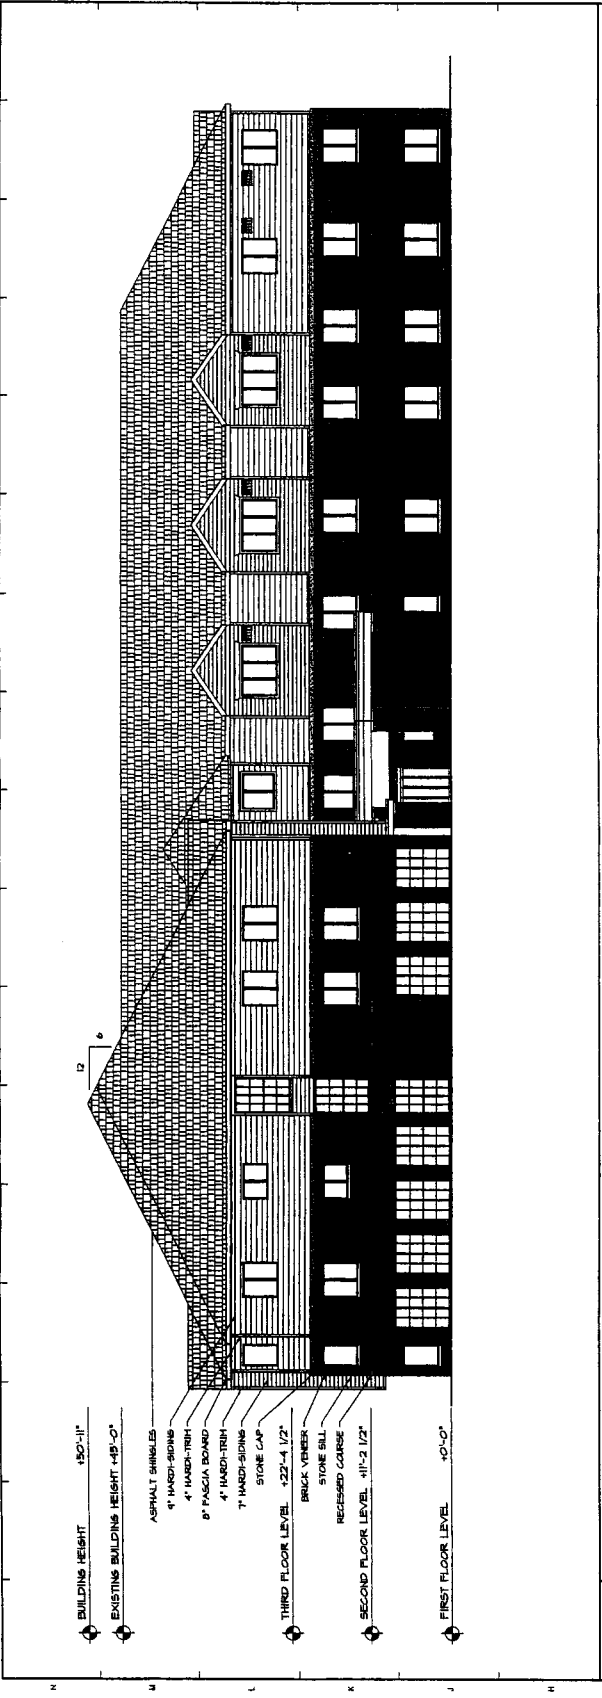 BUILDING HEIGHT +50'-11"
EXISTING BUILDING HEIGHT +45'-0"
ASPHALT SHINGLES
4" HARDI-SIDING
4" HARDI-TRIM
8" FASCIA BOARD
4" HARDI-TRIM
7" HARDI-SIDING
STONE CAP
THIRD FLOOR LEVEL +22'-4 1/2"
BRICK VENEER
STONE SILL
RECESSED COURSE
SECOND FLOOR LEVEL +11'-2 1/2"
FIRST FLOOR LEVEL +0'-0"
12
6
N
M
L
K
J
H